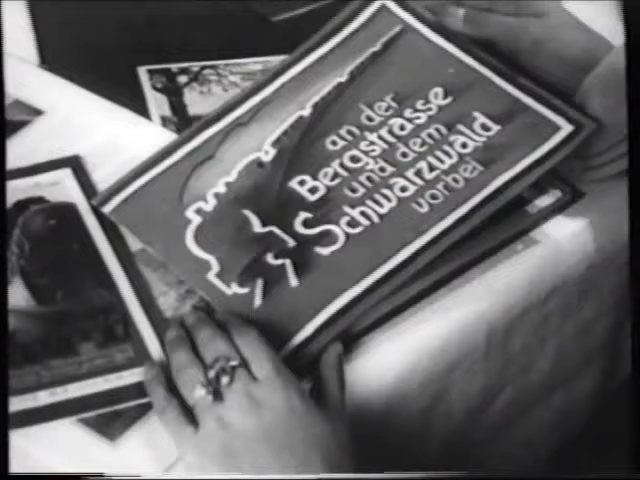 an der
Bergstrasse
und dem
Schwarzwald
vorbei